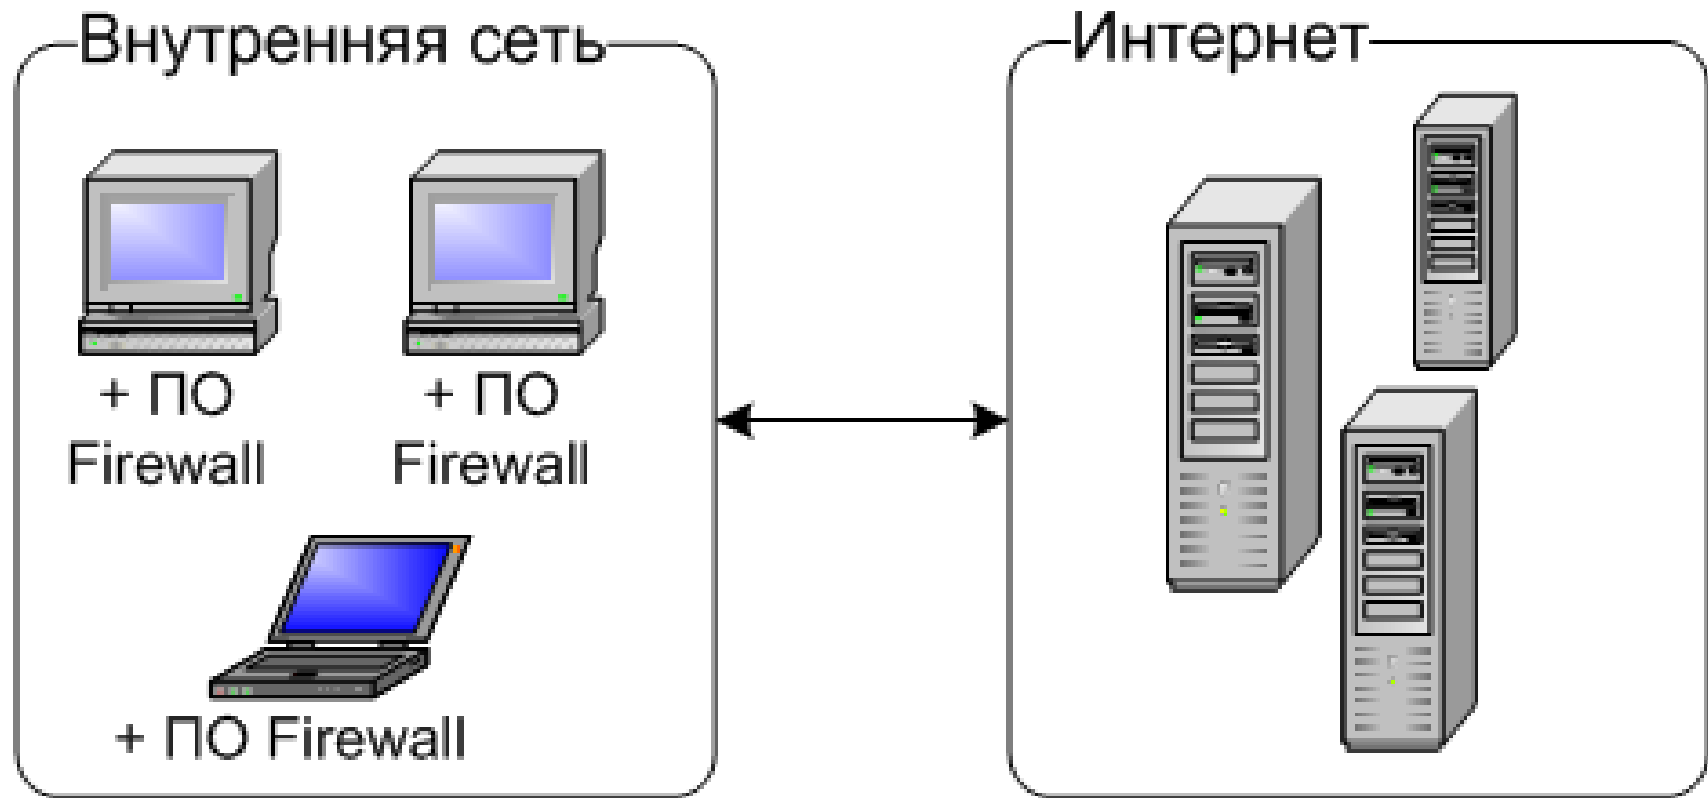 Внутренняя сеть
Интернет
+ ПО
Firewall
+ ПО
Firewall
+ ПО Firewall